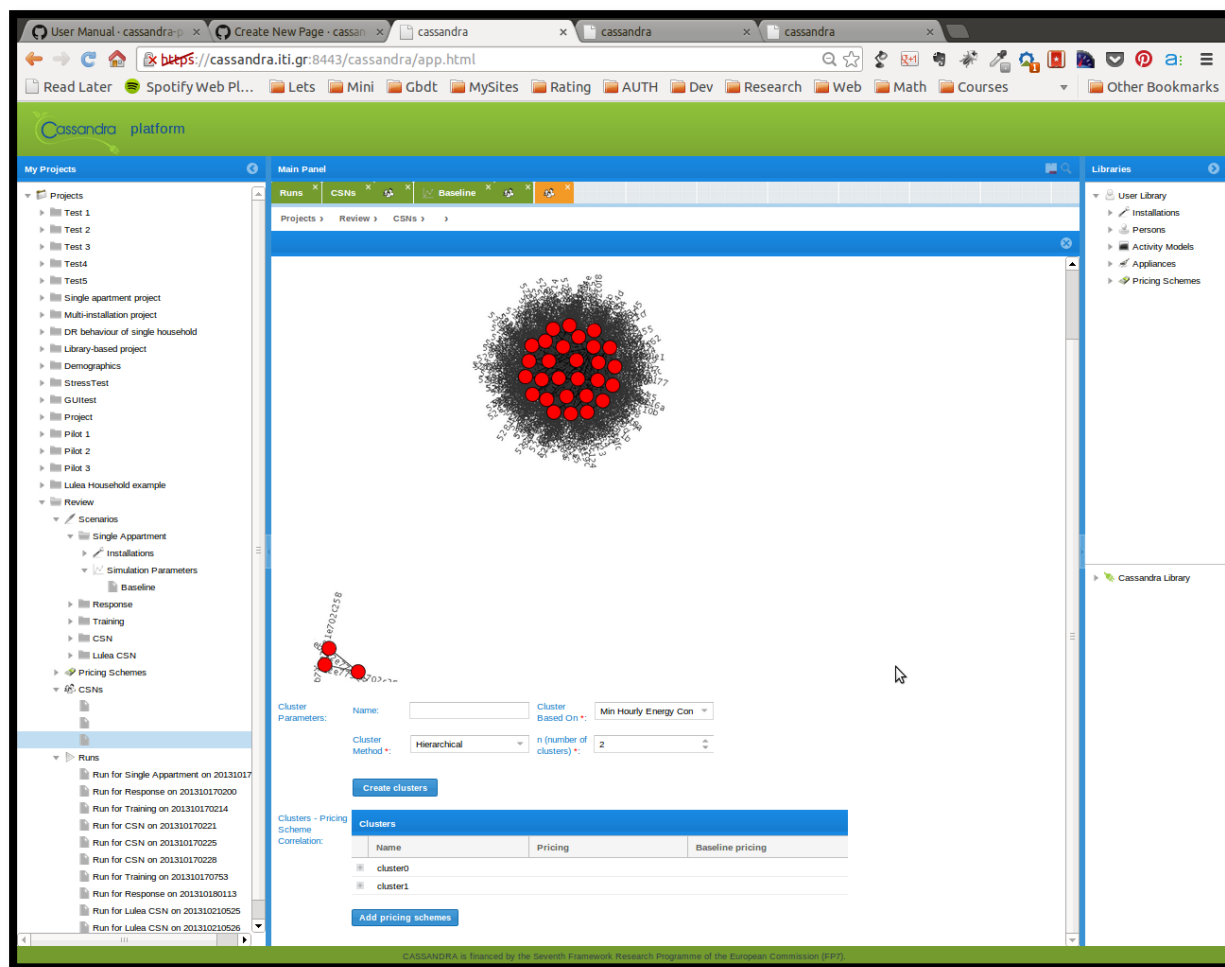 User Manual · cassandra-p
Create New Page · cassan
cassandra
cassandra
cassandra
https://cassandra.iti.gr:8443/cassandra/app.html
Read Later
Spotify Web Pl...
Lets
Mini
Gbdt
MySites
Rating
AUTH
Dev
Research
Web
Math
Courses
Other Bookmarks
Cassandra platform
My Projects
Projects
Test 1
Test 2
Test 3
Test4
Test5
Single apartment project
Multi-installation project
DR behaviour of single household
Library-based project
Demographics
StressTest
GUItest
Project
Pilot 1
Pilot 2
Pilot 3
Lulea Household example
Review
Scenarios
Single Appartment
Installations
Simulation Parameters
Baseline
Response
Training
CSN
Lulea CSN
Pricing Schemes
CSNs
Runs
Run for Single Appartment on 20131017
Run for Response on 201310170200
Run for Training on 201310170214
Run for CSN on 201310170221
Run for CSN on 201310170225
Run for CSN on 201310170228
Run for Training on 201310170753
Run for Response on 201310180113
Run for Lulea CSN on 201310210525
Run for Lulea CSN on 201310210526
Main Panel
Runs
CSNs
Baseline
Projects › Review › CSNs › ›
Cluster Parameters:
Name:
Cluster Based On *:
Min Hourly Energy Con
Cluster Method *:
Hierarchical
n (number of clusters) *:
2
Create clusters
Clusters - Pricing Scheme Correlation:
Clusters
Name
Pricing
Baseline pricing
cluster0
cluster1
Add pricing schemes
Libraries
User Library
Installations
Persons
Activity Models
Appliances
Pricing Schemes
Cassandra Library
CASSANDRA is financed by the Seventh Framework Research Programme of the European Commission (FP7).